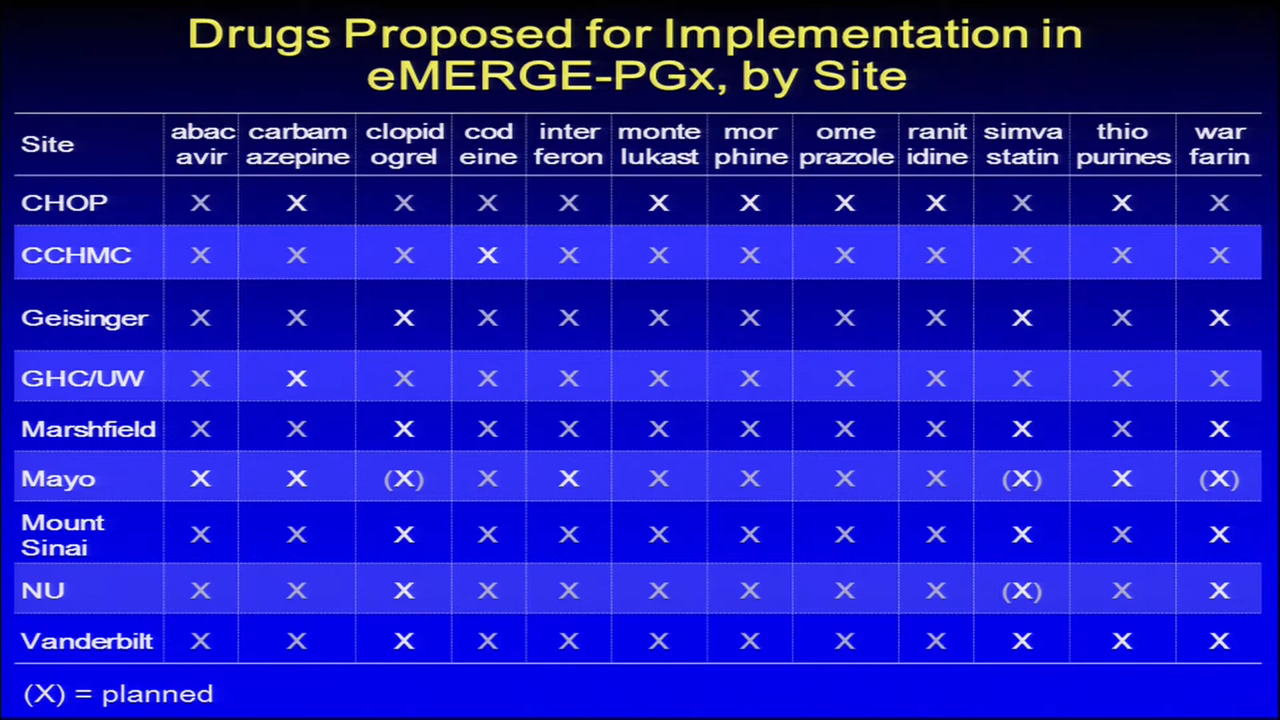 Drugs Proposed for Implementation in
eMERGE-PGx, by Site
Site abac avir carbam azepine clopid ogrel cod eine inter feron monte lukast mor phine ome prazole ranit idine simva statin thio purines war farin
CHOP X X X X X X X X X X X X
CCHMC X X X X X X X X X X X X
Geisinger X X X X X X X X X X X X
GHC/UW X X X X X X X X X X X X
Marshfield X X X X X X X X X X X X
Mayo X X (X) X X X X X X (X) X (X)
Mount Sinai X X X X X X X X X X X X
NU X X X X X X X X X (X) X X
Vanderbilt X X X X X X X X X X X X
(X) = planned